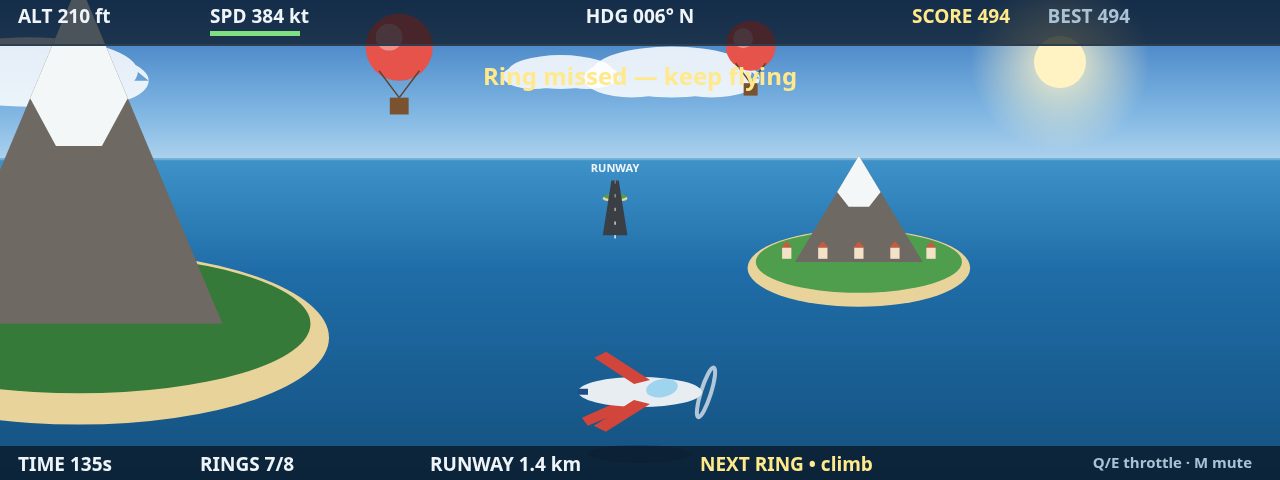 ALT 210 ft
SPD 384 kt
HDG 006° N
SCORE 494
BEST 494
Ring missed — keep flying
RUNWAY
TIME 135s
RINGS 7/8
RUNWAY 1.4 km
NEXT RING • climb
Q/E throttle · M mute